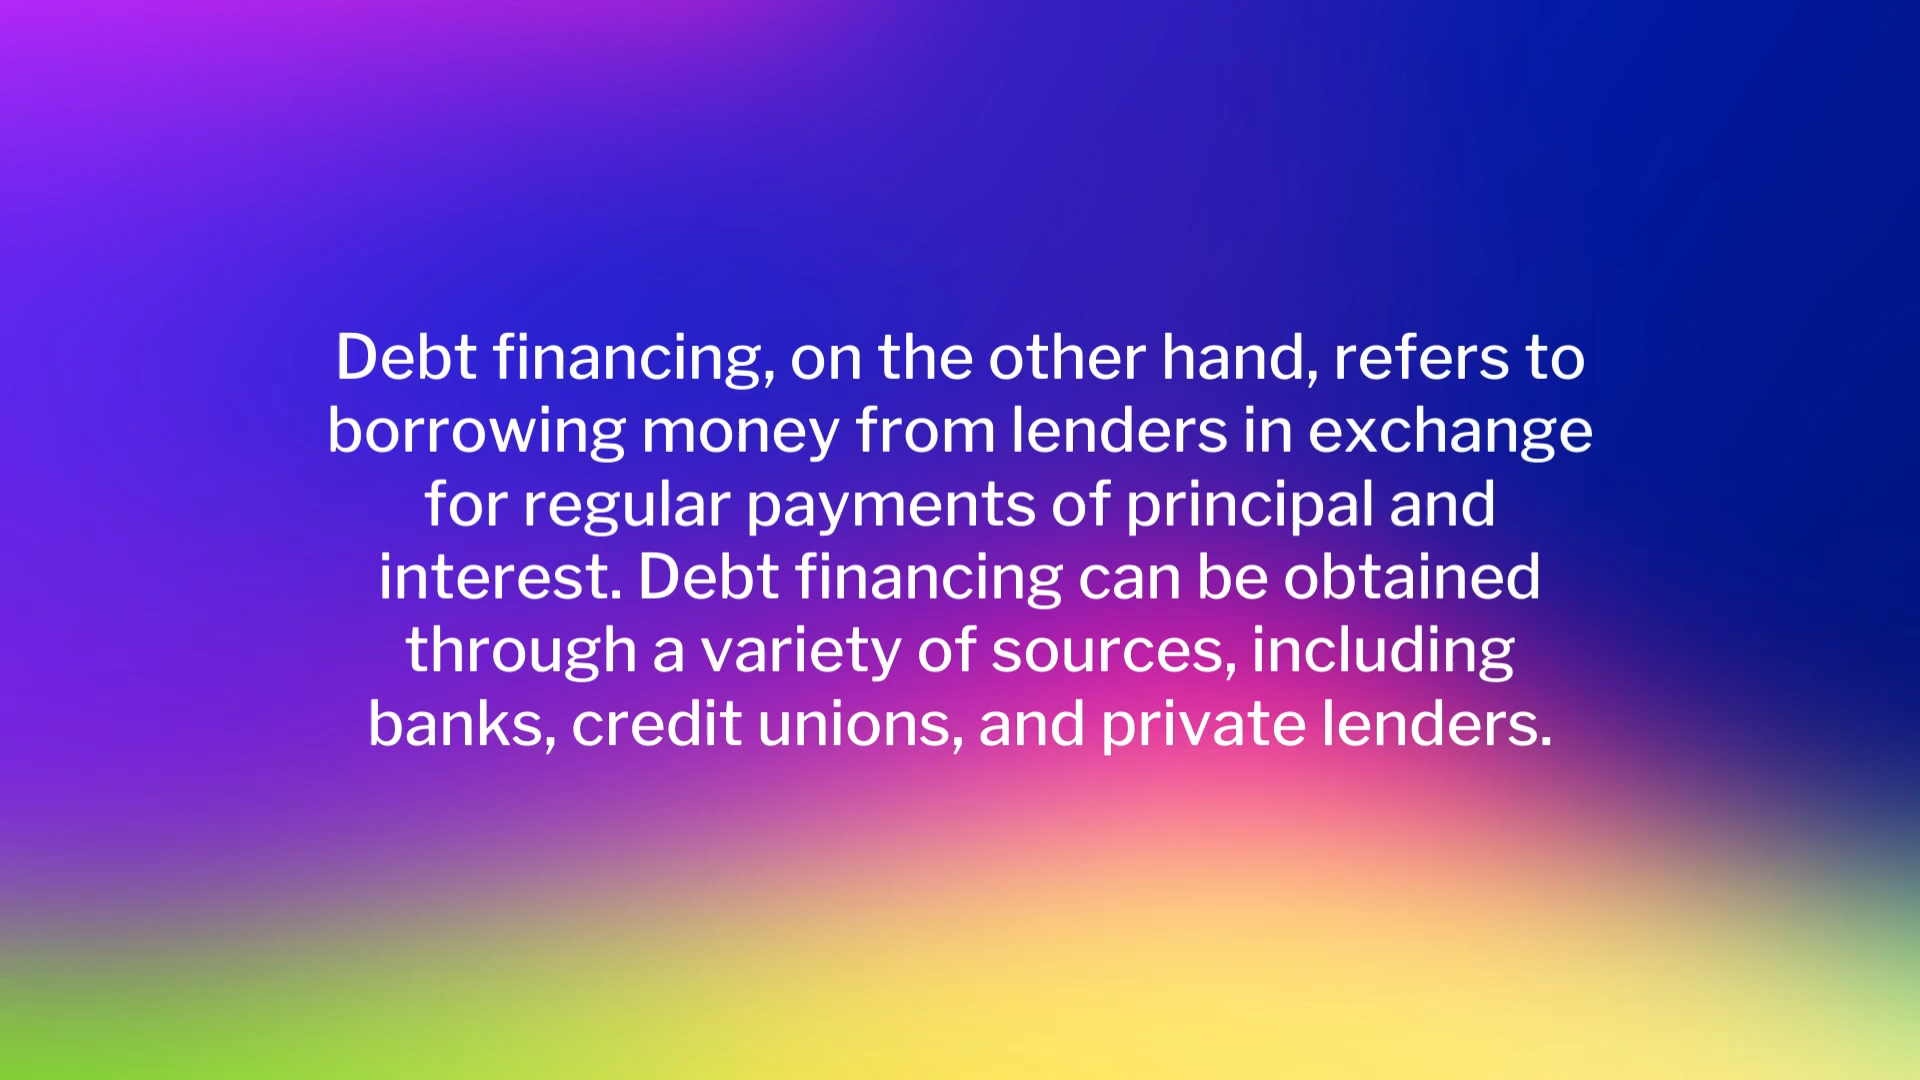 Debt financing, on the other hand, refers to
borrowing money from lenders in exchange
for regular payments of principal and
interest. Debt financing can be obtained
through a variety of sources, including
banks, credit unions, and private lenders.